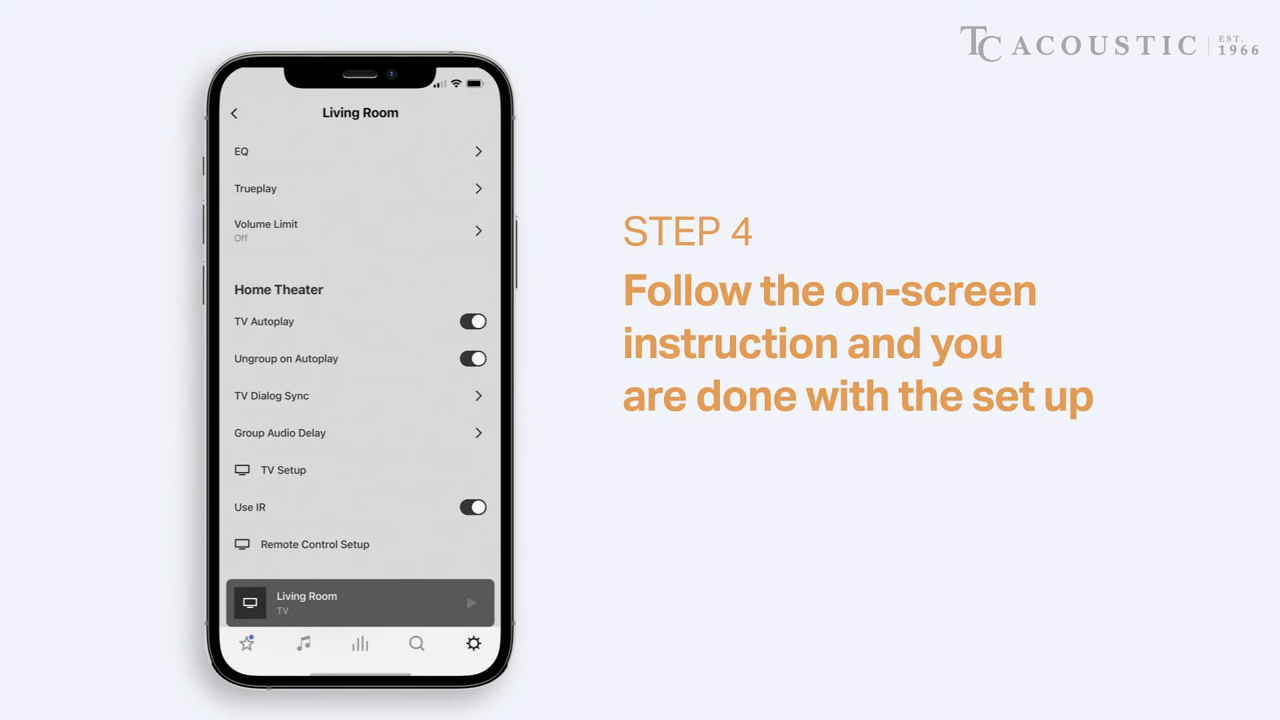 TC ACOUSTIC EST. 1966
Living Room
EQ
Trueplay
Volume Limit
Off
Home Theater
TV Autoplay
Ungroup on Autoplay
TV Dialog Sync
Group Audio Delay
TV Setup
Use IR
Remote Control Setup
Living Room
TV
STEP 4
Follow the on-screen
instruction and you
are done with the set up